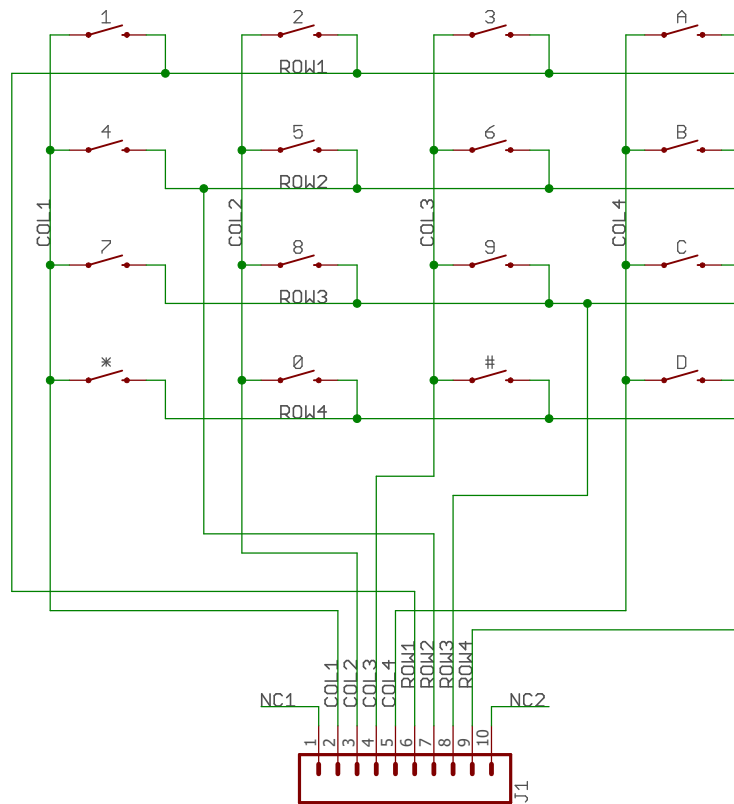 1 2 3 A
ROW1
4 5 6 B
ROW2
COL1 COL2 COL3 COL4
7 8 9 C
ROW3
* 0 # D
ROW4
COL1 COL2 COL3 COL4 ROW1 ROW2 ROW3 ROW4
NC1 NC2
1 2 3 4 5 6 7 8 9 10
J1